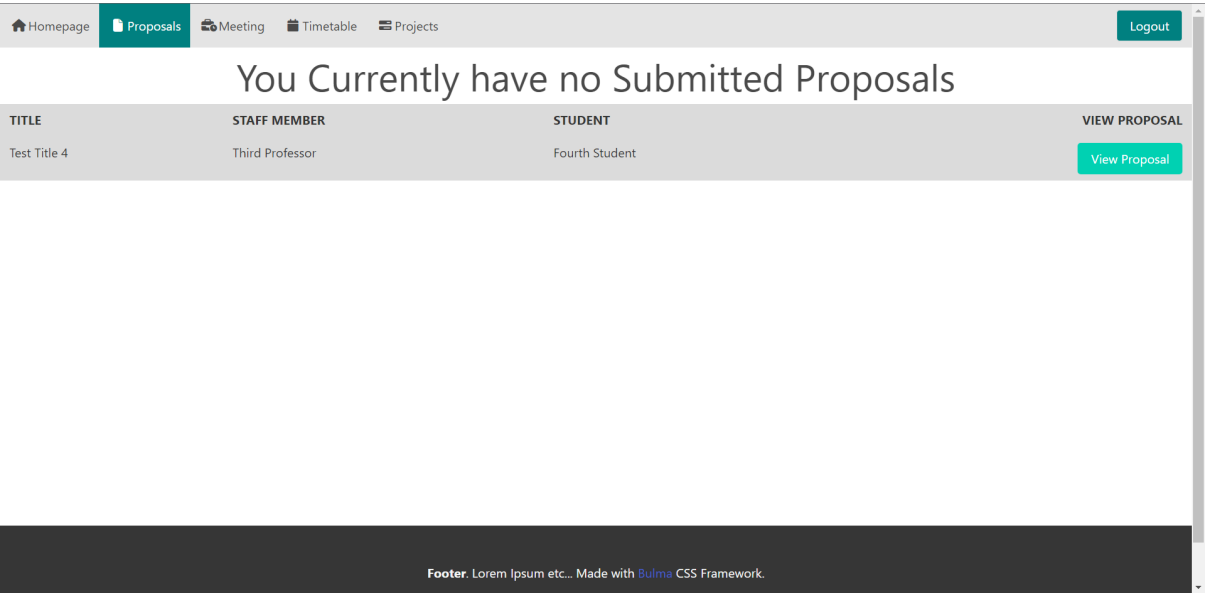 Homepage Proposals Meeting Timetable Projects Logout
You Currently have no Submitted Proposals
TITLE STAFF MEMBER STUDENT VIEW PROPOSAL
Test Title 4 Third Professor Fourth Student View Proposal
Footer. Lorem Ipsum etc... Made with Bulma CSS Framework.